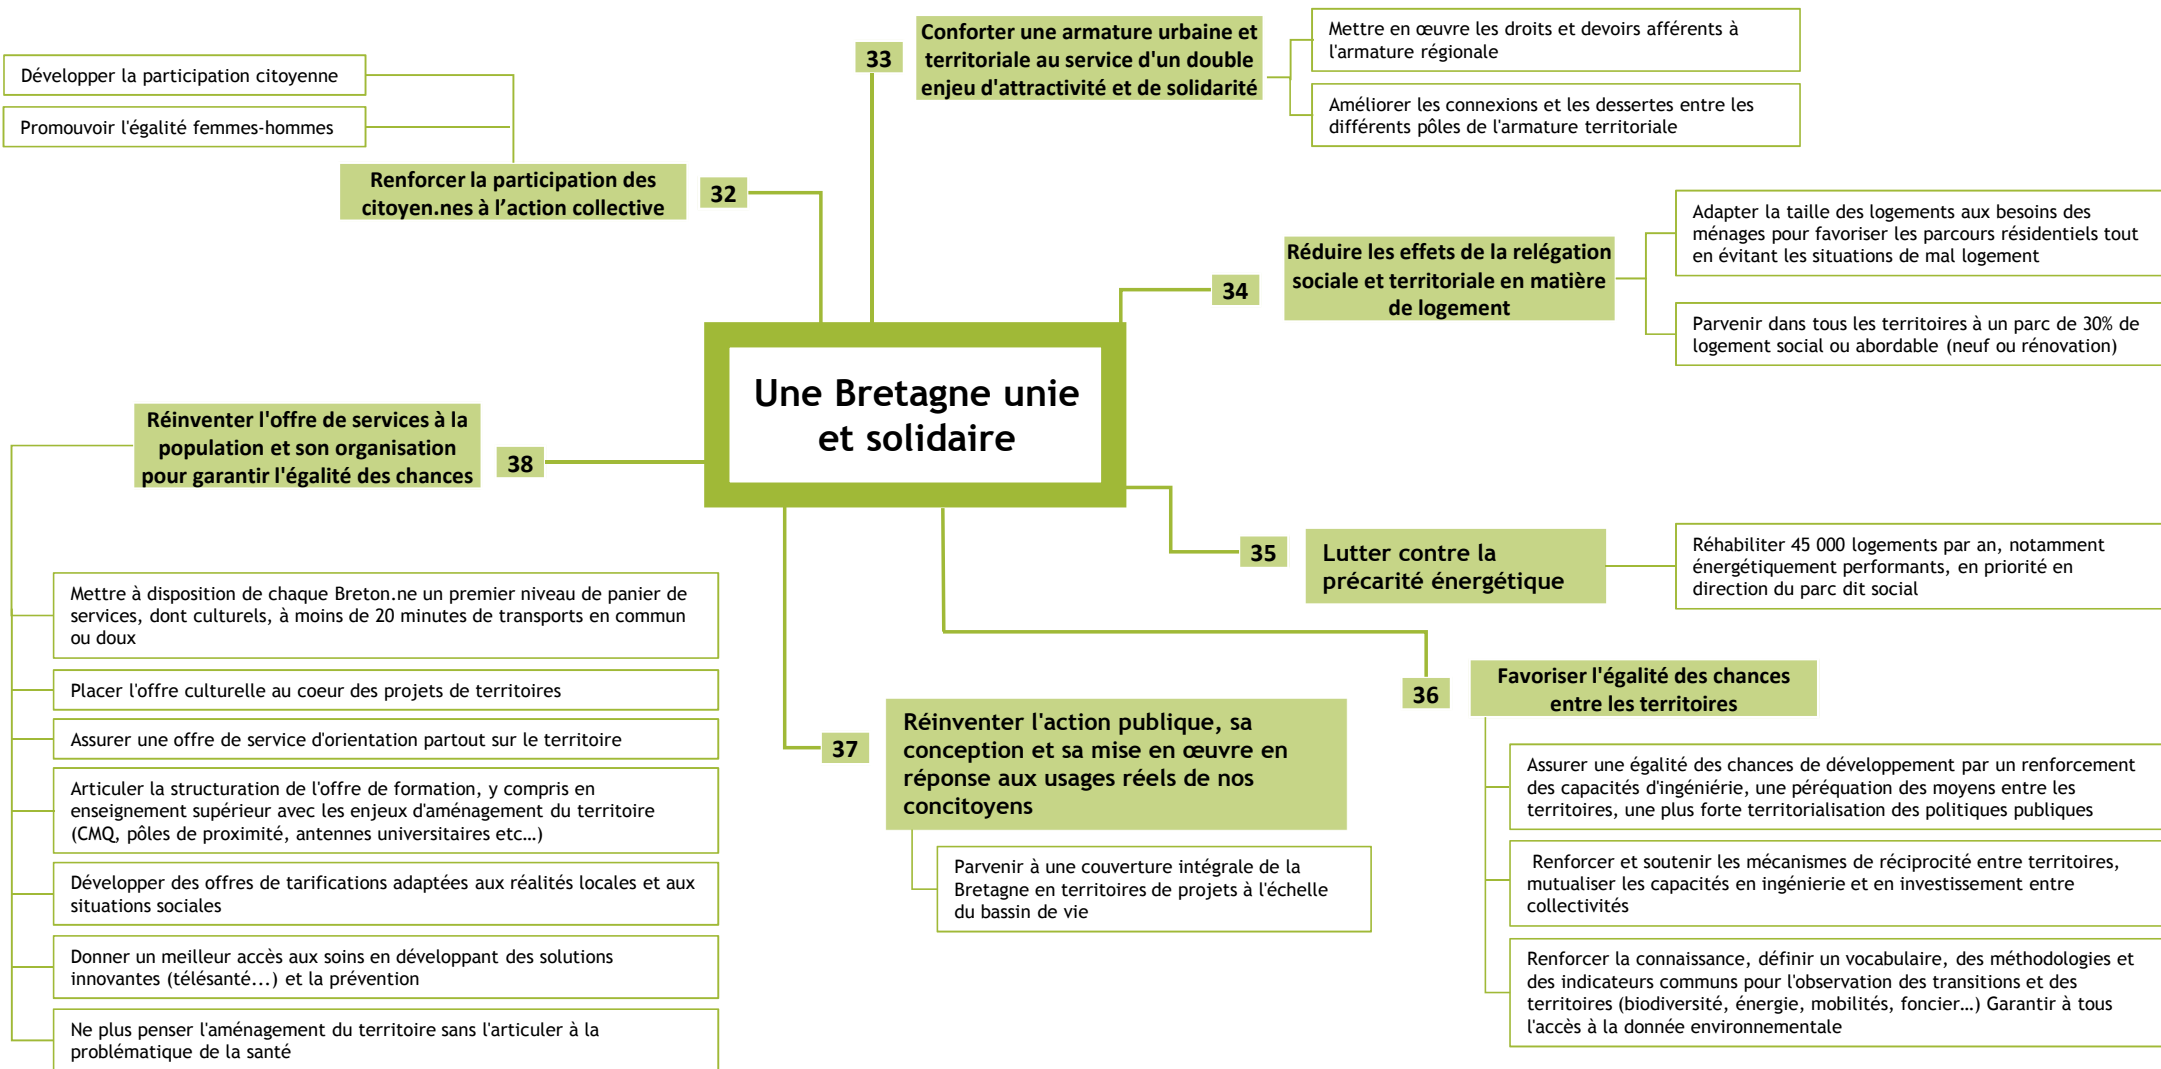 Une Bretagne unie
et solidaire
32
Renforcer la participation des
citoyen.nes à l’action collective
Développer la participation citoyenne
Promouvoir l'égalité femmes-hommes
33
Conforter une armature urbaine et
territoriale au service d'un double
enjeu d'attractivité et de solidarité
Mettre en œuvre les droits et devoirs afférents à
l'armature régionale
Améliorer les connexions et les dessertes entre les
différents pôles de l'armature territoriale
34
Réduire les effets de la relégation
sociale et territoriale en matière
de logement
Adapter la taille des logements aux besoins des
ménages pour favoriser les parcours résidentiels tout
en évitant les situations de mal logement
Parvenir dans tous les territoires à un parc de 30% de
logement social ou abordable (neuf ou rénovation)
35
Lutter contre la
précarité énergétique
Réhabiliter 45 000 logements par an, notamment
énergétiquement performants, en priorité en
direction du parc dit social
36
Favoriser l'égalité des chances
entre les territoires
Assurer une égalité des chances de développement par un renforcement
des capacités d'ingéniérie, une péréquation des moyens entre les
territoires, une plus forte territorialisation des politiques publiques
Renforcer et soutenir les mécanismes de réciprocité entre territoires,
mutualiser les capacités en ingénierie et en investissement entre
collectivités
Renforcer la connaissance, définir un vocabulaire, des méthodologies et
des indicateurs communs pour l'observation des transitions et des
territoires (biodiversité, énergie, mobilités, foncier…) Garantir à tous
l'accès à la donnée environnementale
37
Réinventer l'action publique, sa
conception et sa mise en œuvre en
réponse aux usages réels de nos
concitoyens
Parvenir à une couverture intégrale de la
Bretagne en territoires de projets à l'échelle
du bassin de vie
38
Réinventer l'offre de services à la
population et son organisation
pour garantir l'égalité des chances
Mettre à disposition de chaque Breton.ne un premier niveau de panier de
services, dont culturels, à moins de 20 minutes de transports en commun
ou doux
Placer l'offre culturelle au coeur des projets de territoires
Assurer une offre de service d'orientation partout sur le territoire
Articuler la structuration de l'offre de formation, y compris en
enseignement supérieur avec les enjeux d'aménagement du territoire
(CMQ, pôles de proximité, antennes universitaires etc…)
Développer des offres de tarifications adaptées aux réalités locales et aux
situations sociales
Donner un meilleur accès aux soins en développant des solutions
innovantes (télésanté...) et la prévention
Ne plus penser l'aménagement du territoire sans l'articuler à la
problématique de la santé